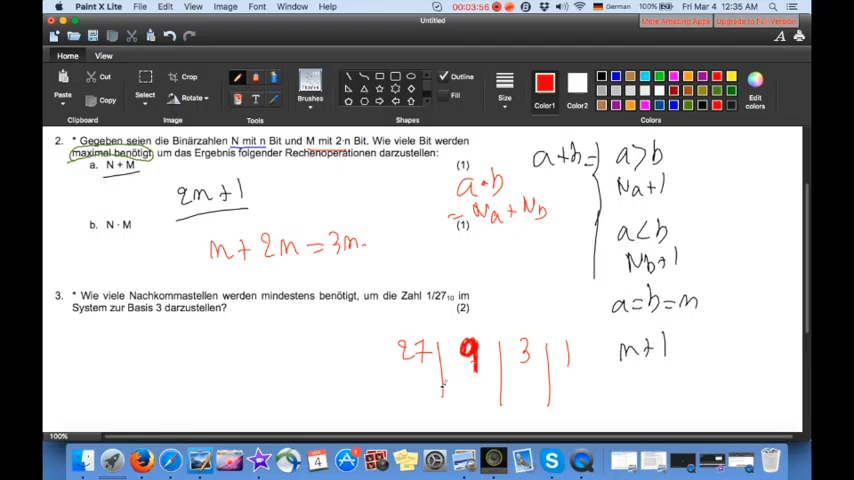 Paint X Lite File Edit Font View Window Help 00:03:56 German 100% Fri Mar 4 12:35 AM
Untitled
More Amazing Apps Upgrade to Full Version
Home View
Paste Cut Copy Select Crop Rotate Brushes Outline Fill Size Color1 Color2 Edit colors
Clipboard Image Tools Shapes Colors
2. * Gegeben seien die Binärzahlen N mit n Bit und M mit 2·n Bit. Wie viele Bit werden
maximal benötigt, um das Ergebnis folgender Rechenoperationen darzustellen:
a. N + M (1)
2n+1
b. N · M (1)
n+2n=3n.
a·b
=Na+Nb
a+b=
a>b
Na+1
a<b
Nb+1
a=b=n
n+1
3. * Wie viele Nachkommastellen werden mindestens benötigt, um die Zahl 1/27₁₀ im
System zur Basis 3 darzustellen? (2)
27 | 9 | 3 | 1
100%